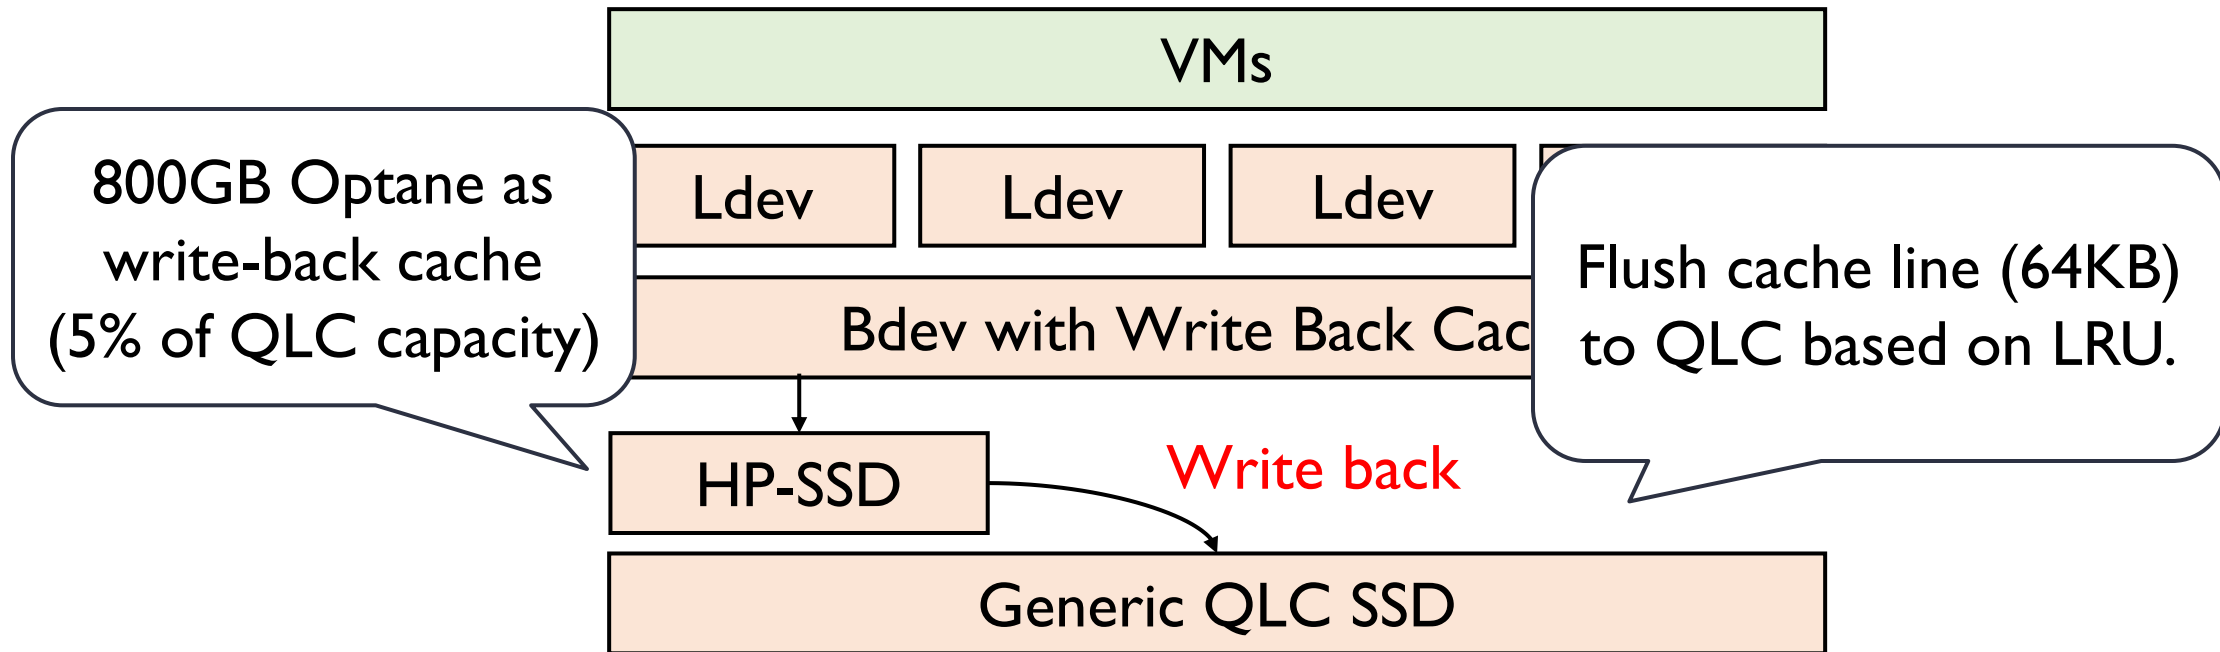 VMs
800GB Optane as
write-back cache
(5% of QLC capacity)
Ldev
Ldev
Ldev
Flush cache line (64KB)
to QLC based on LRU.
Bdev with Write Back Cac
HP-SSD
Write back
Generic QLC SSD